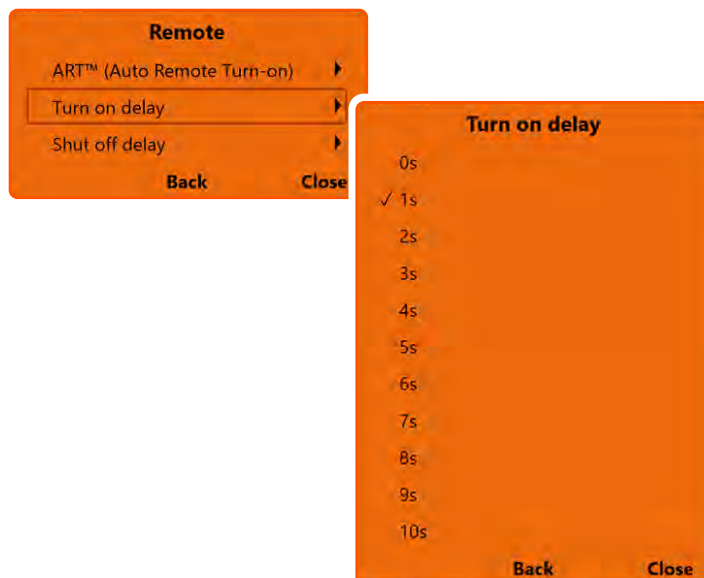 Remote
ART™ (Auto Remote Turn-on)
Turn on delay
Shut off delay
Back Close
Turn on delay
0s
✓ 1s
2s
3s
4s
5s
6s
7s
8s
9s
10s
Back Close